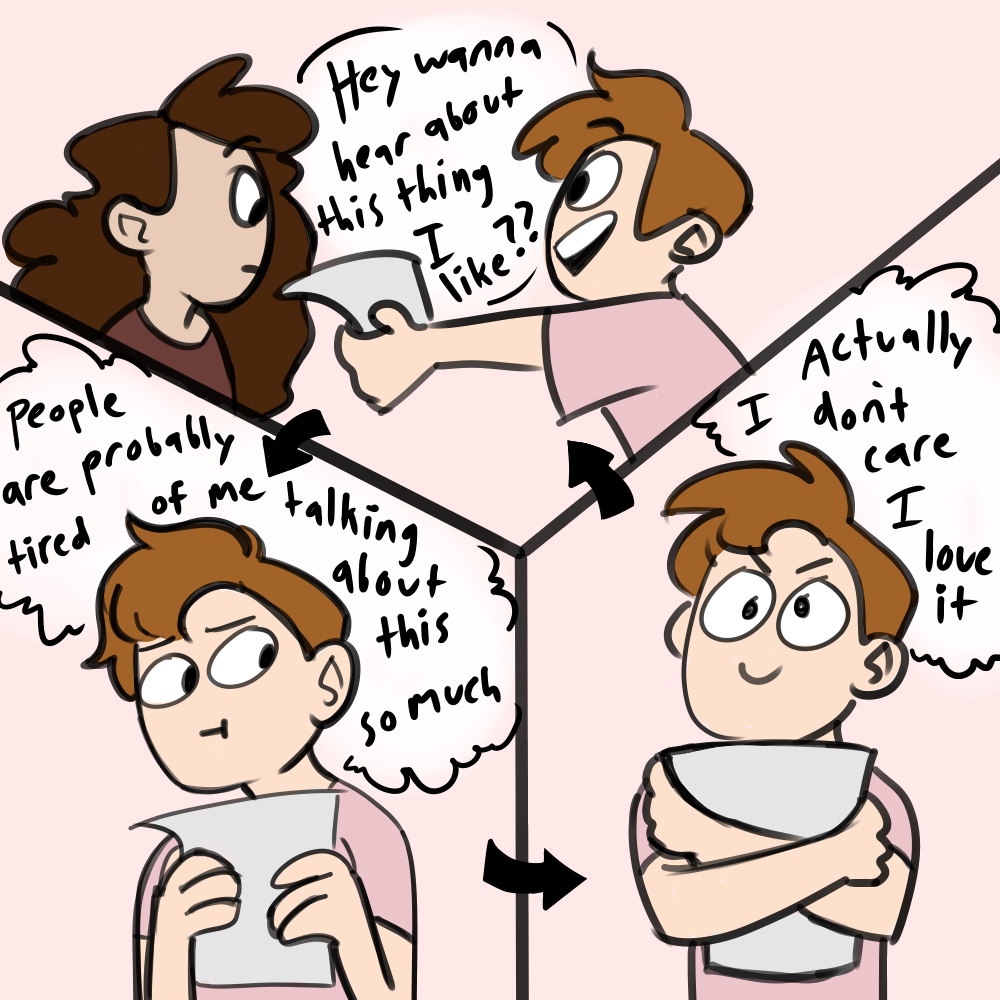 Hey wanna
hear about
this thing
I
like??
People
are probably
tired of me talking
about
this
so much
Actually
I don't
care
I
love
it